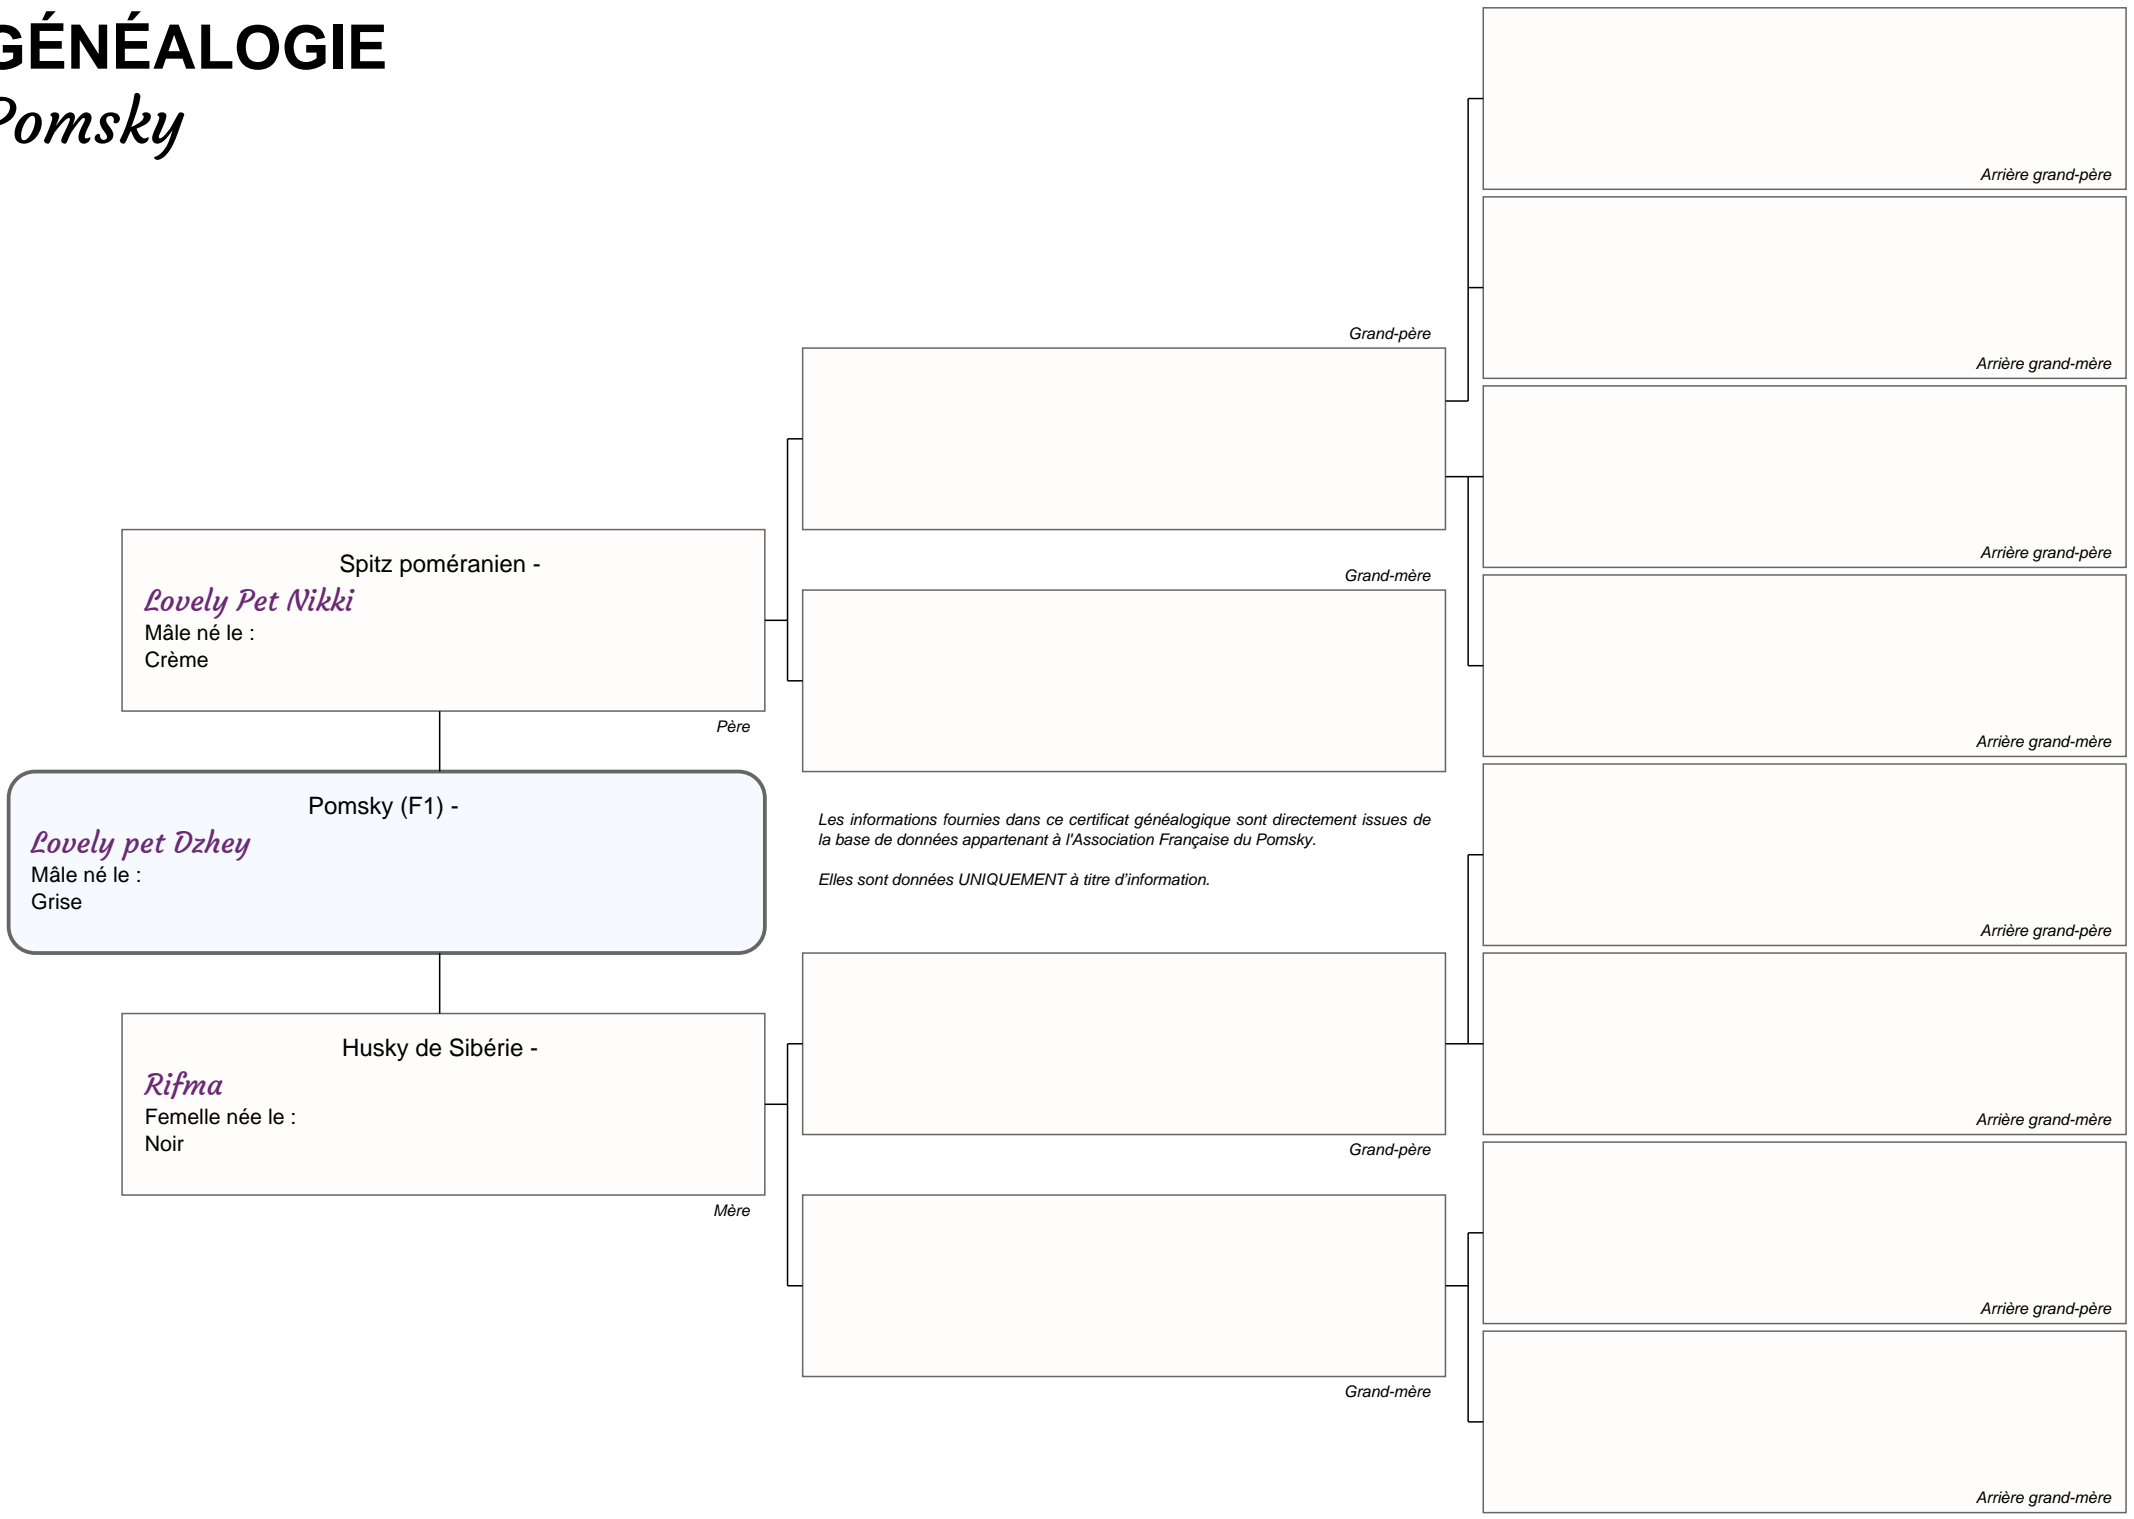 GÉNÉALOGIE
Pomsky
Arrière grand-père
Arrière grand-mère
Grand-père
Arrière grand-père
Grand-mère
Arrière grand-mère
Spitz poméranien -
Lovely Pet Nikki
Mâle né le :
Crème
Père
Pomsky (F1) -
Lovely pet Dzhey
Mâle né le :
Grise
Les informations fournies dans ce certificat généalogique sont directement issues de
la base de données appartenant à l'Association Française du Pomsky.
Elles sont données UNIQUEMENT à titre d'information.
Arrière grand-père
Husky de Sibérie -
Rifma
Femelle née le :
Noir
Mère
Arrière grand-mère
Grand-père
Arrière grand-père
Grand-mère
Arrière grand-mère